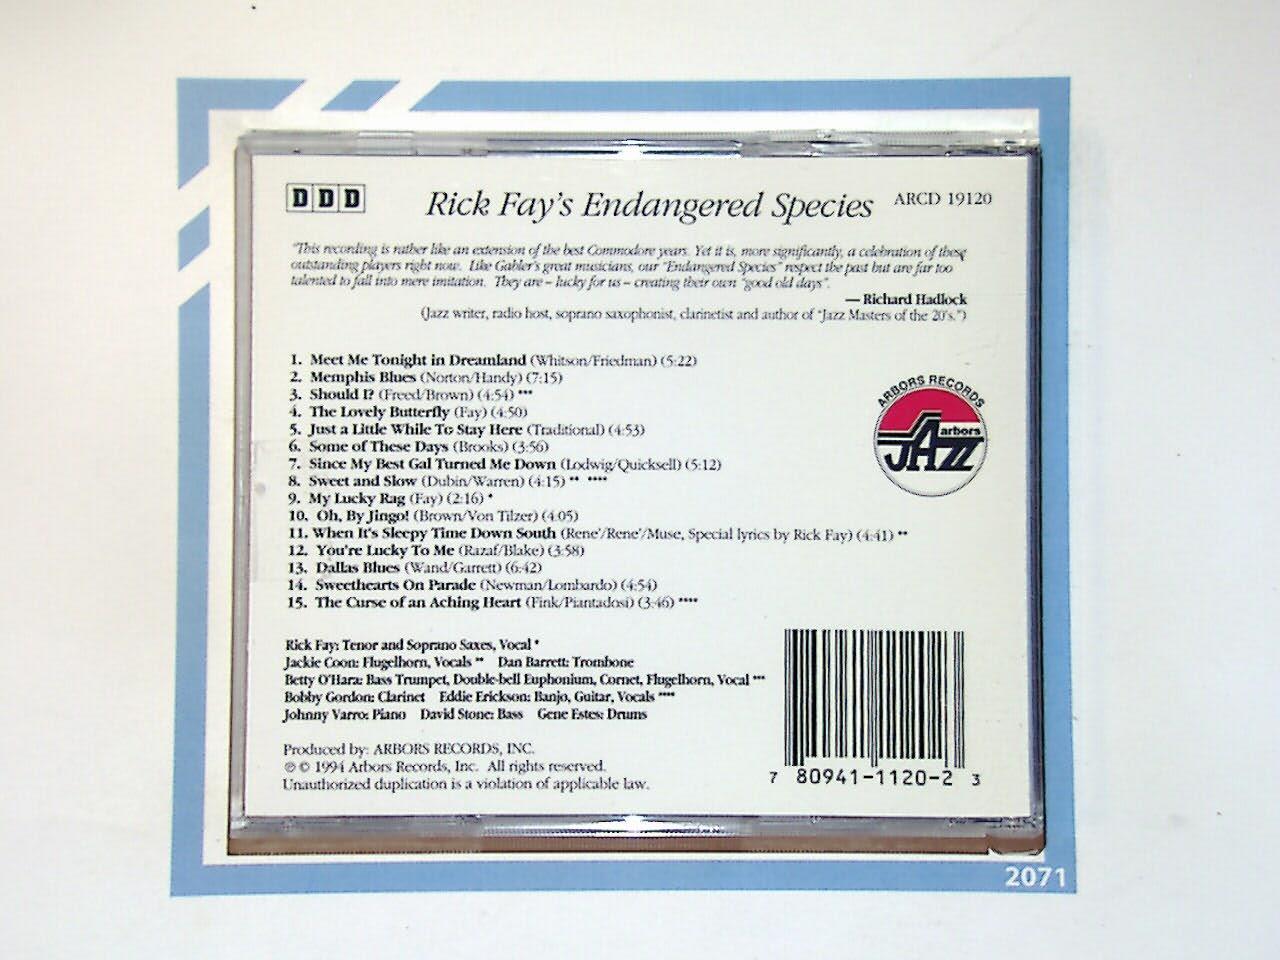 DDD
Rick Fay's Endangered Species
ARCD 19120
"This recording is rather like an extension of the best Commodore years. Yet it is, more significantly, a celebration of these
outstanding players right now. Like Gabler's great musicians, our "Endangered Species" respect the past but are far too
talented to fall into mere imitation. They are – lucky for us – creating their own "good old days".
— Richard Hadlock
(Jazz writer, radio host, soprano saxophonist, clarinetist and author of "Jazz Masters of the 20's.")
1. Meet Me Tonight in Dreamland (Whitson/Friedman) (5:22)
2. Memphis Blues (Norton/Handy) (7:15)
3. Should I? (Freed/Brown) (4:54) ***
4. The Lovely Butterfly (Fay) (4:50)
5. Just a Little While To Stay Here (Traditional) (4:53)
6. Some of These Days (Brooks) (3:56)
7. Since My Best Gal Turned Me Down (Lodwig/Quicksell) (5:12)
8. Sweet and Slow (Dubin/Warren) (4:15) ** ****
9. My Lucky Rag (Fay) (2:16) *
10. Oh, By Jingo! (Brown/Von Tilzer) (4:05)
11. When It's Sleepy Time Down South (Rene'/Rene'/Muse, Special lyrics by Rick Fay) (4:41) **
12. You're Lucky To Me (Razaf/Blake) (3:58)
13. Dallas Blues (Wand/Garrett) (6:42)
14. Sweethearts On Parade (Newman/Lombardo) (4:54)
15. The Curse of an Aching Heart (Fink/Piantadosi) (3:46) ****
ARBORS RECORDS
arbors
JAZZ
Rick Fay: Tenor and Soprano Saxes, Vocal *
Jackie Coon: Flugelhorn, Vocals ** Dan Barrett: Trombone
Betty O'Hara: Bass Trumpet, Double-bell Euphonium, Cornet, Flugelhorn, Vocal ***
Bobby Gordon: Clarinet Eddie Erickson: Banjo, Guitar, Vocals ****
Johnny Varro: Piano David Stone: Bass Gene Estes: Drums
Produced by: ARBORS RECORDS, INC.
℗ © 1994 Arbors Records, Inc. All rights reserved.
Unauthorized duplication is a violation of applicable law.
7 80941-1120-2 3
2071